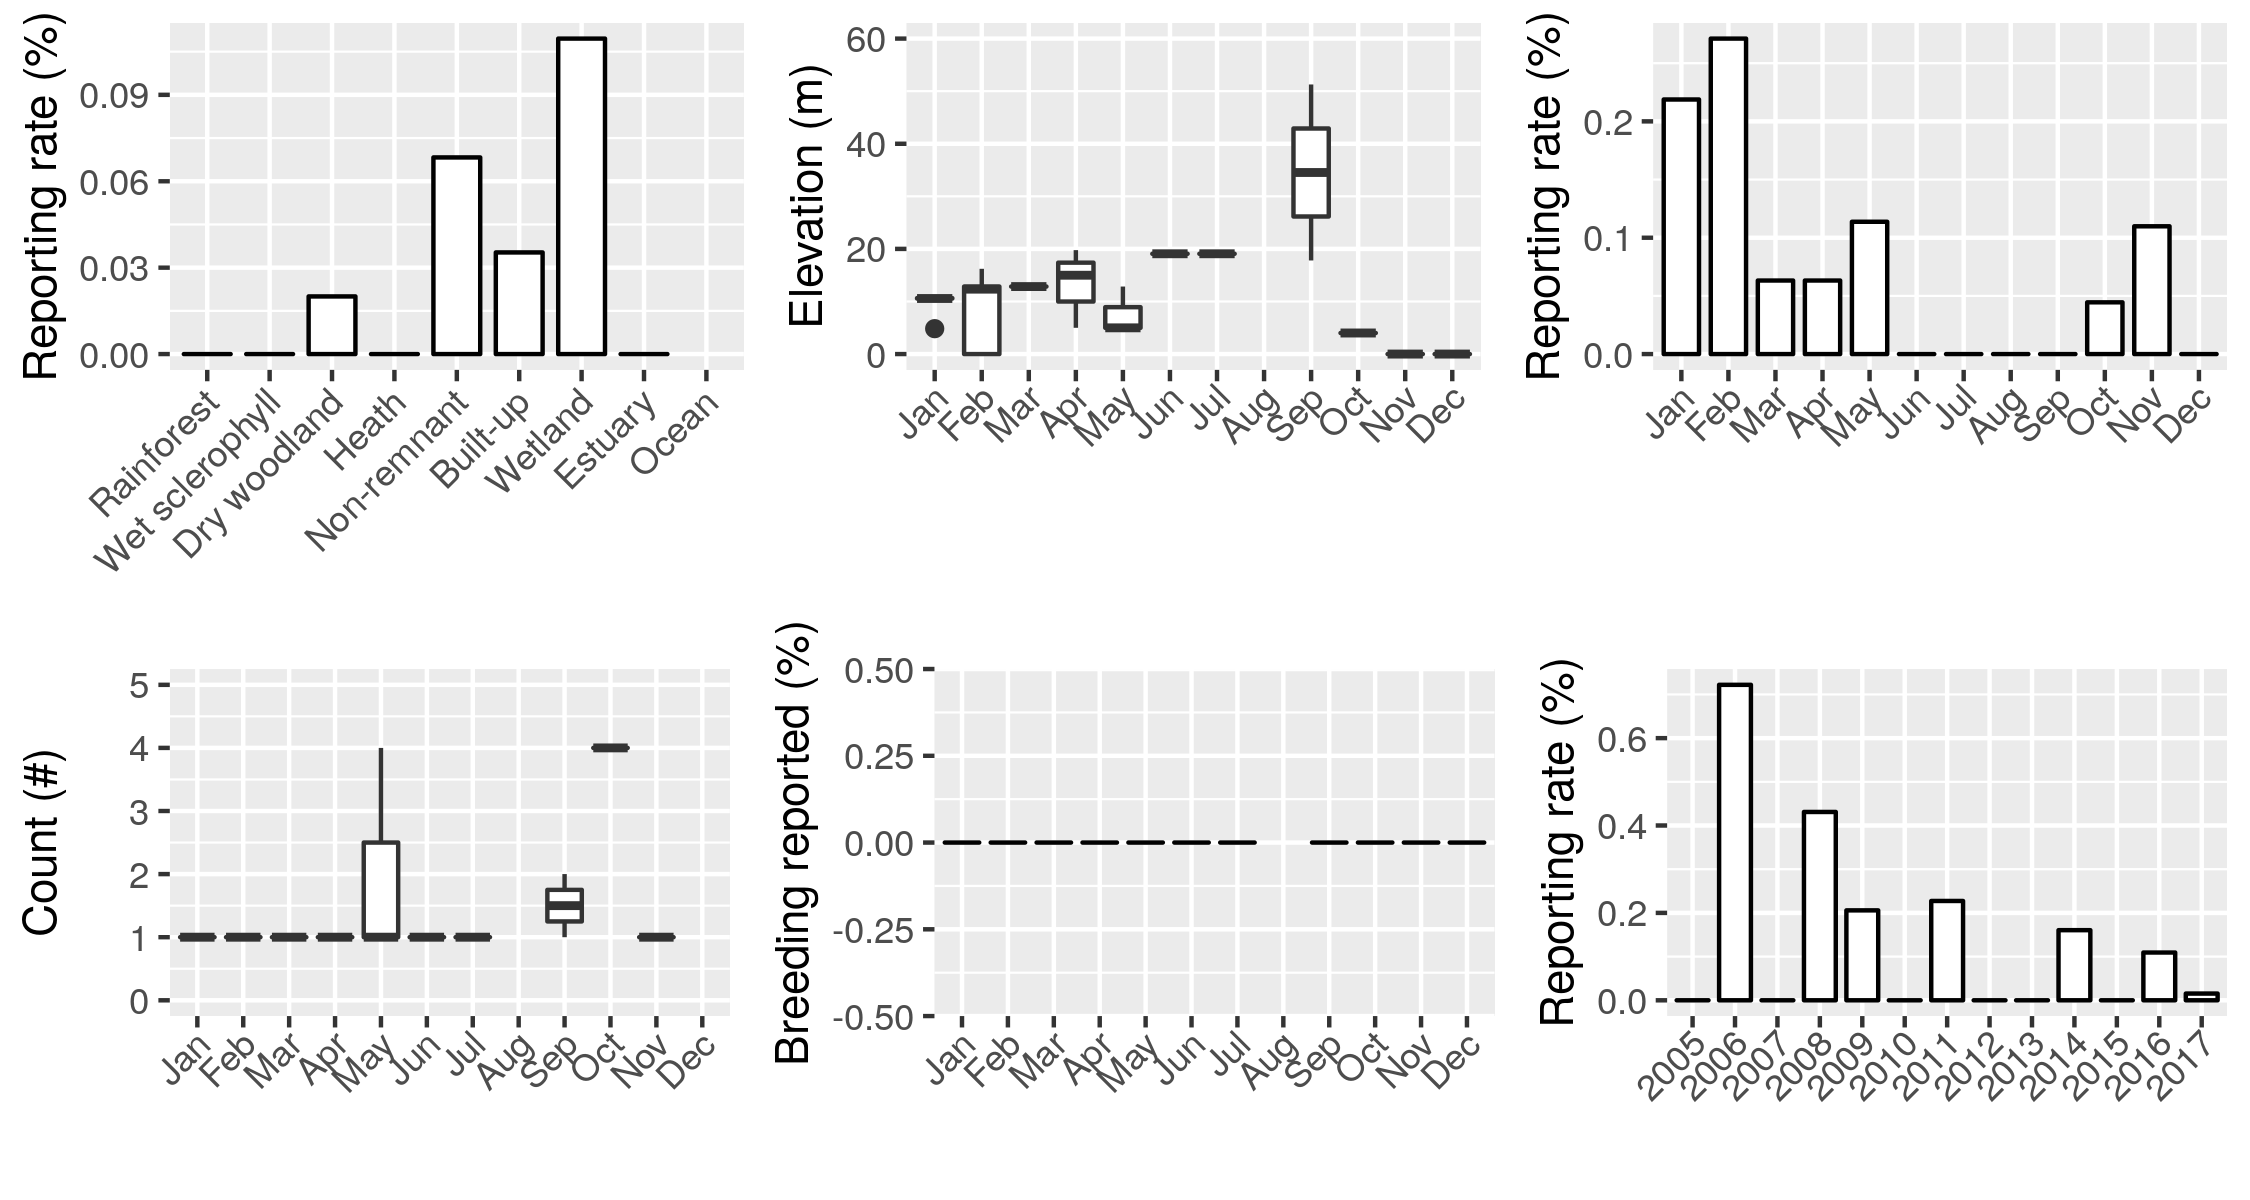 Reporting rate (%)
0.09
0.06
0.03
0.00
Rainforest
Wet sclerophyll
Dry woodland
Heath
Non-remnant
Built-up
Wetland
Estuary
Ocean
Elevation (m)
60
40
20
0
Jan Feb Mar Apr May Jun Jul Aug Sep Oct Nov Dec
Reporting rate (%)
0.2
0.1
0.0
Jan Feb Mar Apr May Jun Jul Aug Sep Oct Nov Dec
Count (#)
5
4
3
2
1
0
Jan Feb Mar Apr May Jun Jul Aug Sep Oct Nov Dec
Breeding reported (%)
0.50
0.25
0.00
-0.25
-0.50
Jan Feb Mar Apr May Jun Jul Aug Sep Oct Nov Dec
Reporting rate (%)
0.6
0.4
0.2
0.0
2005 2006 2007 2008 2009 2010 2011 2012 2013 2014 2015 2016 2017